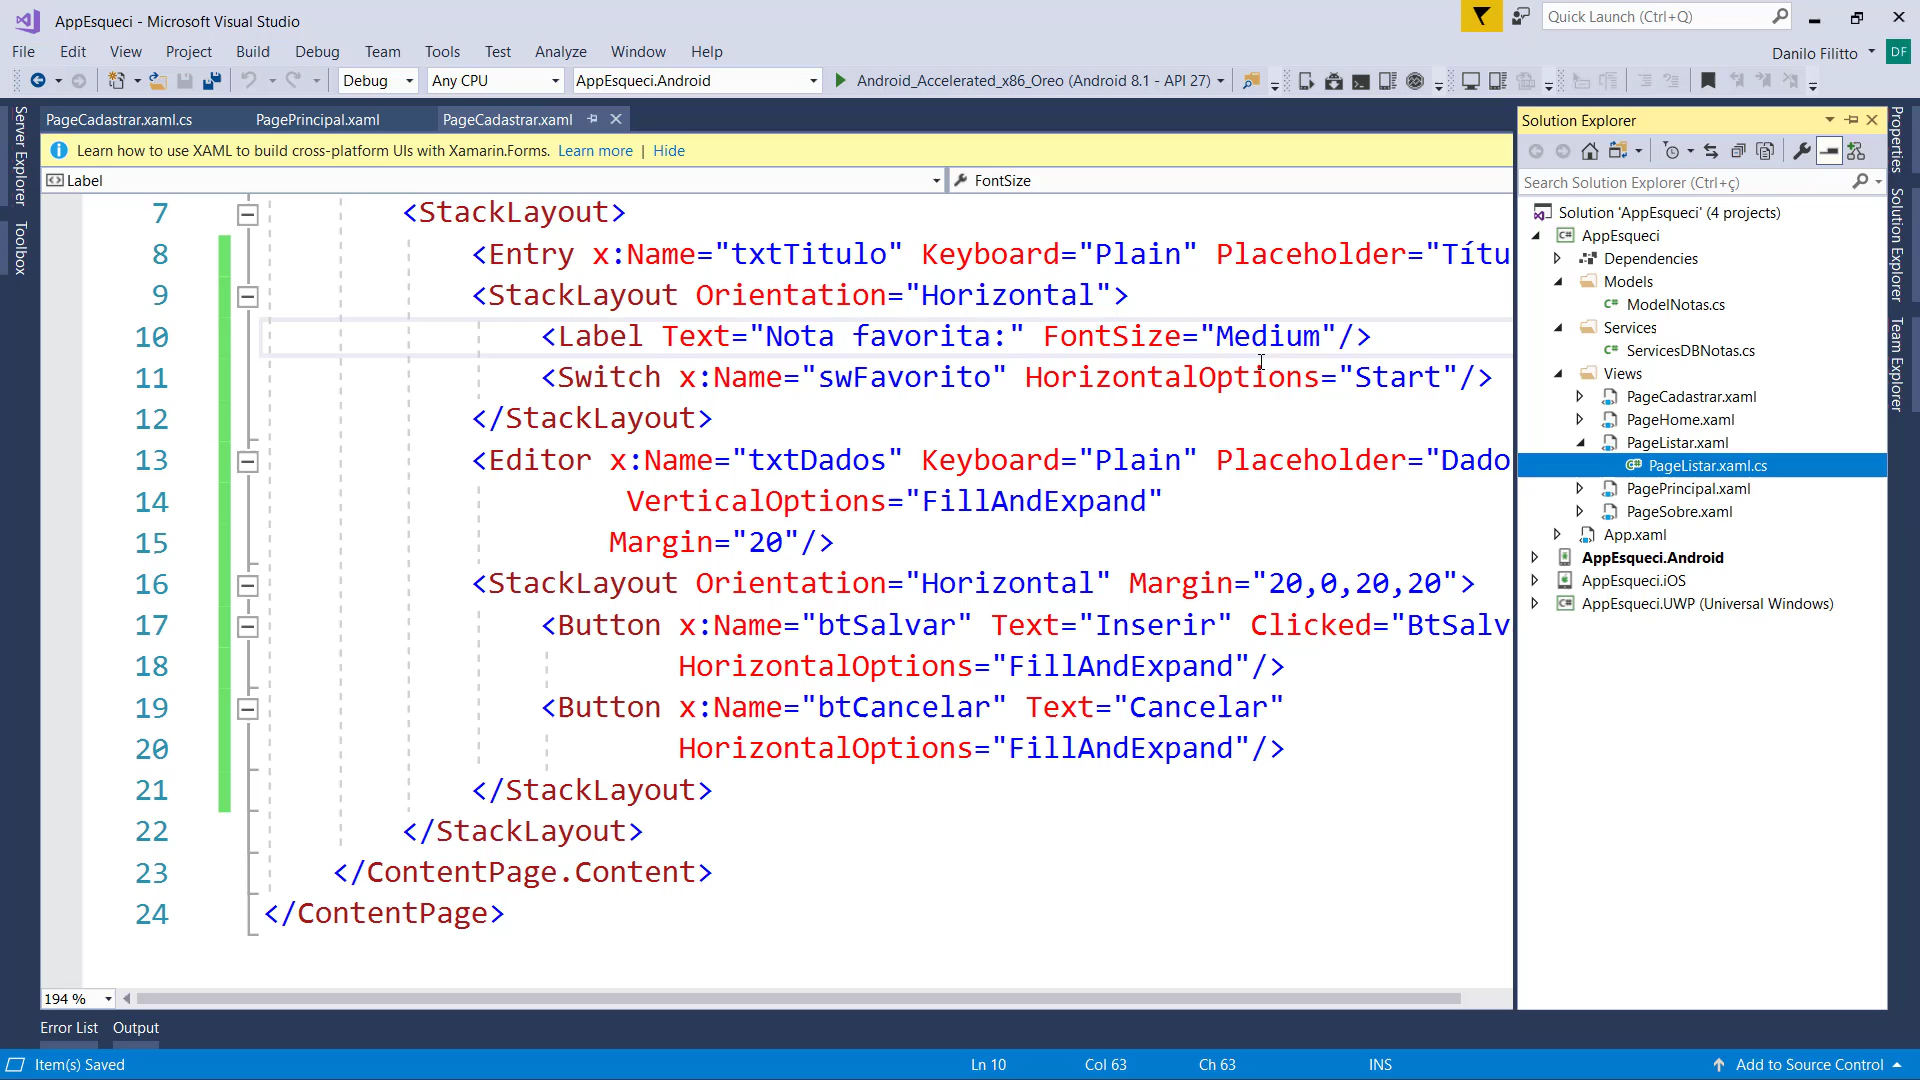 AppEsqueci - Microsoft Visual Studio
Quick Launch (Ctrl+Q)
File Edit View Project Build Debug Team Tools Test Analyze Window Help
Danilo Filitto DF
Debug Any CPU AppEsqueci.Android Android_Accelerated_x86_Oreo (Android 8.1 - API 27)
PageCadastrar.xaml.cs PagePrincipal.xaml PageCadastrar.xaml
Learn how to use XAML to build cross-platform UIs with Xamarin.Forms. Learn more | Hide
Label FontSize
7 <StackLayout>
8 <Entry x:Name="txtTitulo" Keyboard="Plain" Placeholder="Títu
9 <StackLayout Orientation="Horizontal">
10 <Label Text="Nota favorita:" FontSize="Medium"/>
11 <Switch x:Name="swFavorito" HorizontalOptions="Start"/>
12 </StackLayout>
13 <Editor x:Name="txtDados" Keyboard="Plain" Placeholder="Dado
14 VerticalOptions="FillAndExpand"
15 Margin="20"/>
16 <StackLayout Orientation="Horizontal" Margin="20,0,20,20">
17 <Button x:Name="btSalvar" Text="Inserir" Clicked="BtSalv
18 HorizontalOptions="FillAndExpand"/>
19 <Button x:Name="btCancelar" Text="Cancelar"
20 HorizontalOptions="FillAndExpand"/>
21 </StackLayout>
22 </StackLayout>
23 </ContentPage.Content>
24 </ContentPage>
194 %
Error List Output
Item(s) Saved Ln 10 Col 63 Ch 63 INS Add to Source Control
Server Explorer
Toolbox
Solution Explorer
Search Solution Explorer (Ctrl+ç)
Solution 'AppEsqueci' (4 projects)
C# AppEsqueci
Dependencies
Models
C# ModelNotas.cs
Services
C# ServicesDBNotas.cs
Views
PageCadastrar.xaml
PageHome.xaml
PageListar.xaml
PageListar.xaml.cs
PagePrincipal.xaml
PageSobre.xaml
App.xaml
AppEsqueci.Android
AppEsqueci.iOS
C# AppEsqueci.UWP (Universal Windows)
Properties
Solution Explorer
Team Explorer